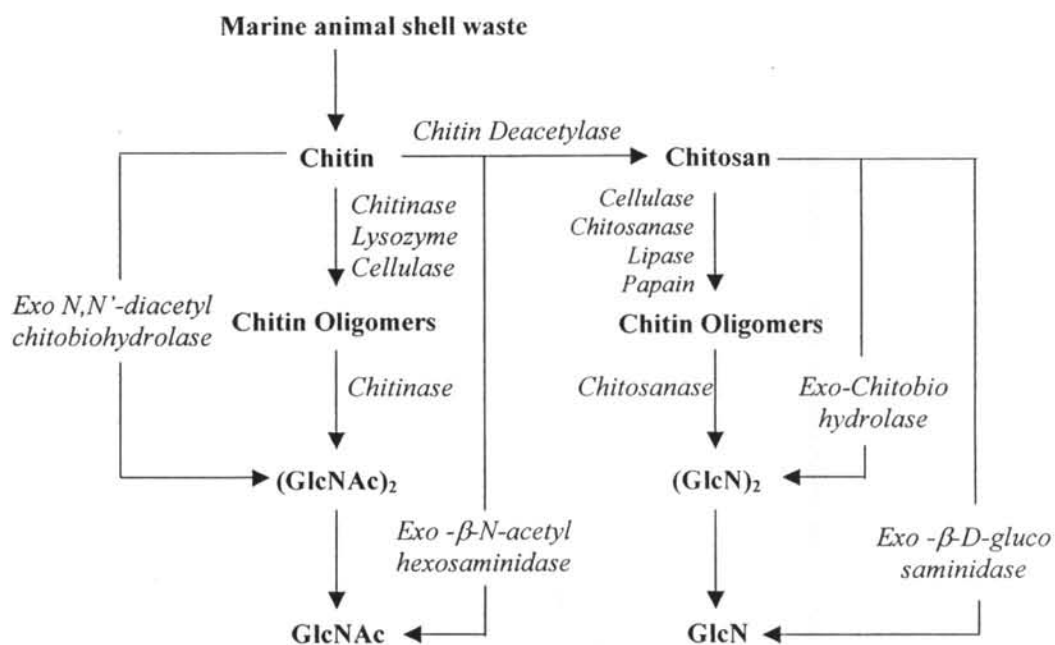 Marine animal shell waste
Chitin Deacetylase
Chitin
Chitosan
Chitinase
Lysozyme
Cellulase
Cellulase
Chitosanase
Lipase
Papain
Exo N,N’-diacetyl
chitobiohydrolase
Chitin Oligomers
Chitin Oligomers
Chitinase
Chitosanase
Exo-Chitobio
hydrolase
(GlcNAc)₂
(GlcN)₂
Exo -β-N-acetyl
hexosaminidase
Exo -β-D-gluco
saminidase
GlcNAc
GlcN